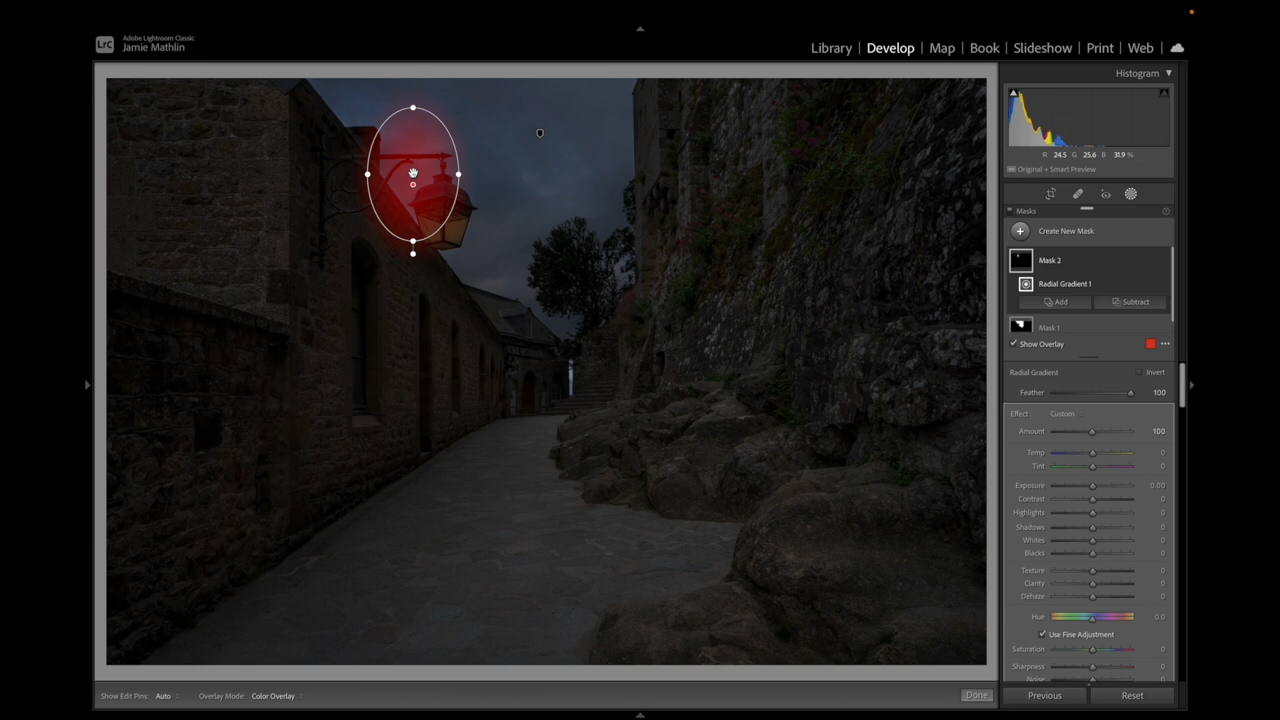 LrC
Adobe Lightroom Classic
Jamie Mathlin
Library | Develop | Map | Book | Slideshow | Print | Web |
Histogram
R 24.5 G 25.6 B 31.9 %
Original + Smart Preview
Masks
Create New Mask
Mask 2
Radial Gradient 1
Add Subtract
Mask 1
Show Overlay
Radial Gradient Invert
Feather 100
Effect: Custom
Amount 100
Temp 0
Tint 0
Exposure 0.00
Contrast 0
Highlights 0
Shadows 0
Whites 0
Blacks 0
Texture 0
Clarity 0
Dehaze 0
Hue 0.0
Use Fine Adjustment
Saturation 0
Sharpness 0
Noise 0
Show Edit Pins: Auto Overlay Mode: Color Overlay Done
Previous Reset